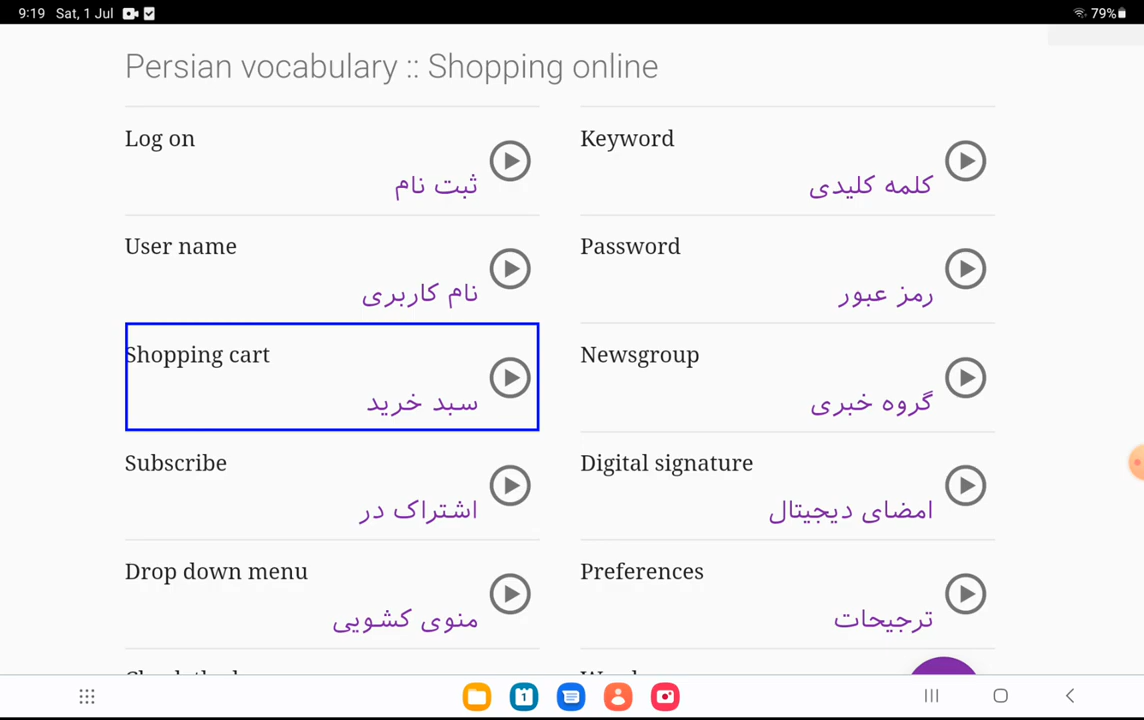 9:19 Sat, 1 Jul 79%
Persian vocabulary :: Shopping online
Log on
ثبت نام
Keyword
کلمه کلیدی
User name
نام کاربری
Password
رمز عبور
Shopping cart
سبد خرید
Newsgroup
گروه خبری
Subscribe
اشتراک در
Digital signature
امضای دیجیتال
Drop down menu
منوی کشویی
Preferences
ترجیحات
1